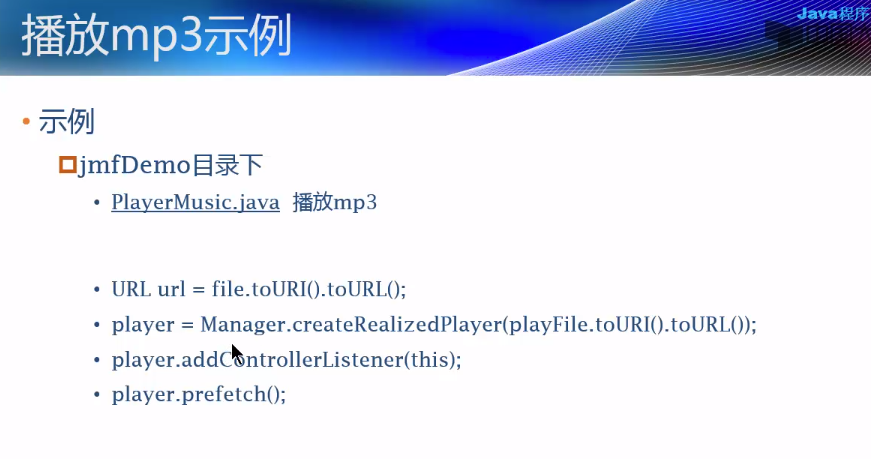 Java程序
播放mp3示例
示例
jmfDemo目录下
PlayerMusic.java 播放mp3
URL url = file.toURI().toURL();
player = Manager.createRealizedPlayer(playFile.toURI().toURL());
player.addControllerListener(this);
player.prefetch();